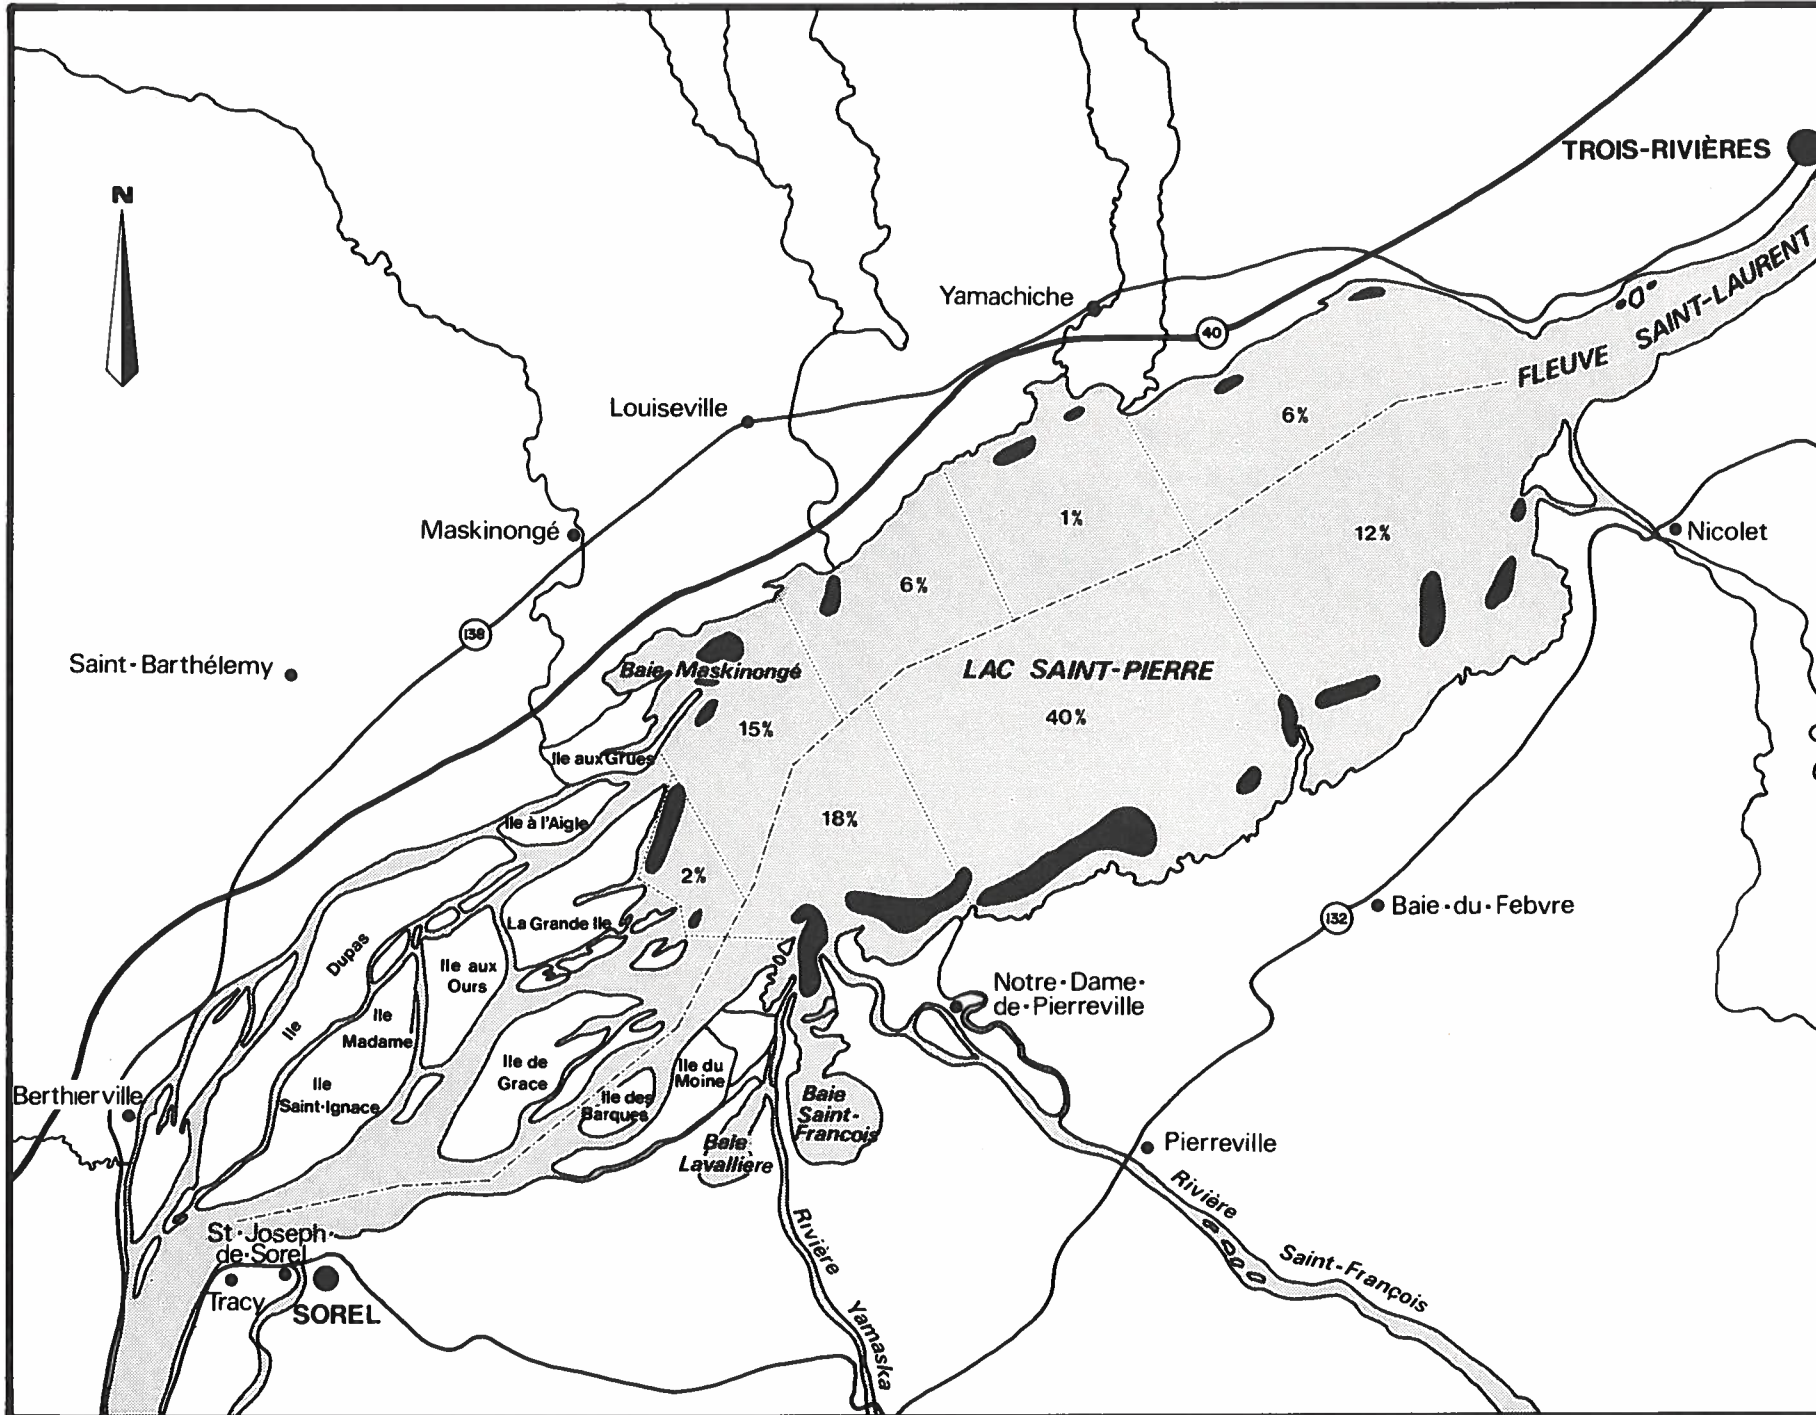 TROIS-RIVIÈRES
N
FLEUVE SAINT-LAURENT
Yamachiche
40
Louiseville
6%
1%
12%
Maskinongé
Nicolet
6%
138
Saint-Barthélemy
Baie Maskinongé
LAC SAINT-PIERRE
40%
15%
Ile aux Grues
18%
Ile à l'Aigle
2%
La Grande Ile
132
Baie-du-Febvre
Ile Dupas
Ile aux
Ours
Notre-Dame-
de-Pierreville
Ile
Madame
Ile de
Grace
Ile du
Moine
Ile
Saint-Ignace
Ile des
Barques
Berthierville
Baie
Saint-
François
Baie
Lavallière
Pierreville
Rivière Saint-François
St-Joseph-
de-Sorel
Tracy
SOREL
Rivière Yamaska